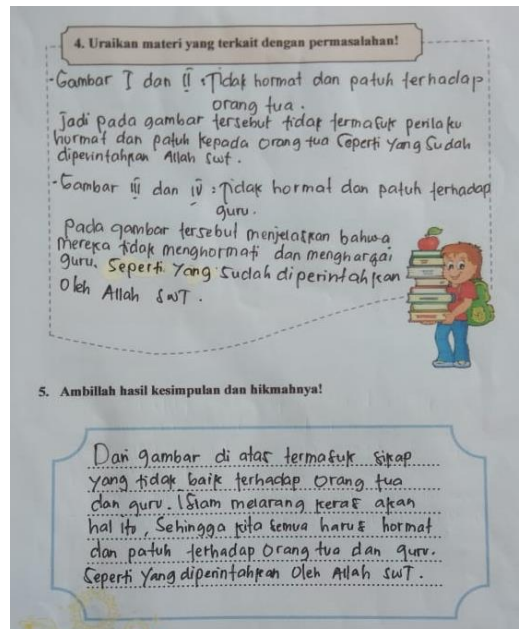 4. Uraikan materi yang terkait dengan permasalahan!
-Gambar I dan II : Tidak hormat dan patuh terhadap
orang tua.
Jadi pada gambar tersebut tidak termasuk perilaku
hormat dan patuh kepada orang tua seperti yang sudah
diperintahkan Allah swt.
-Gambar III dan IV : Tidak hormat dan patuh terhadap
guru.
Pada gambar tersebut menjelaskan bahwa
mereka tidak menghormati dan menghargai
guru. Seperti yang sudah diperintahkan
Oleh Allah SWT.
5. Ambillah hasil kesimpulan dan hikmahnya!
Dari gambar di atas termasuk sikap
yang tidak baik terhadap orang tua
dan guru. Islam melarang keras akan
hal itu, Sehingga kita semua harus hormat
dan patuh terhadap orang tua dan guru.
Seperti yang diperintahkan Oleh Allah SWT.